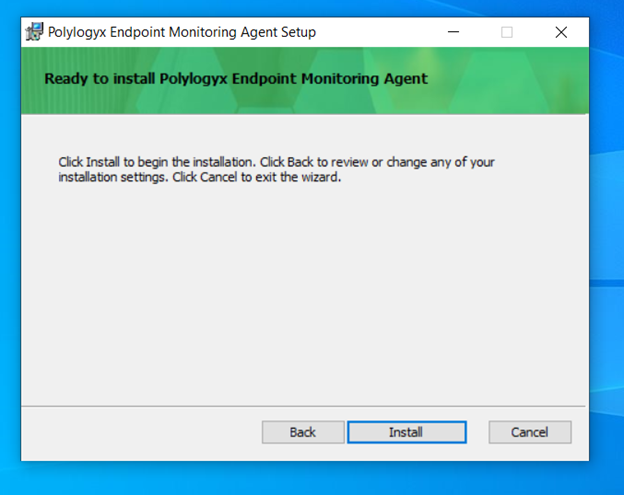 Polylogyx Endpoint Monitoring Agent Setup
Ready to install Polylogyx Endpoint Monitoring Agent
Click Install to begin the installation. Click Back to review or change any of your
installation settings. Click Cancel to exit the wizard.
Back
Install
Cancel